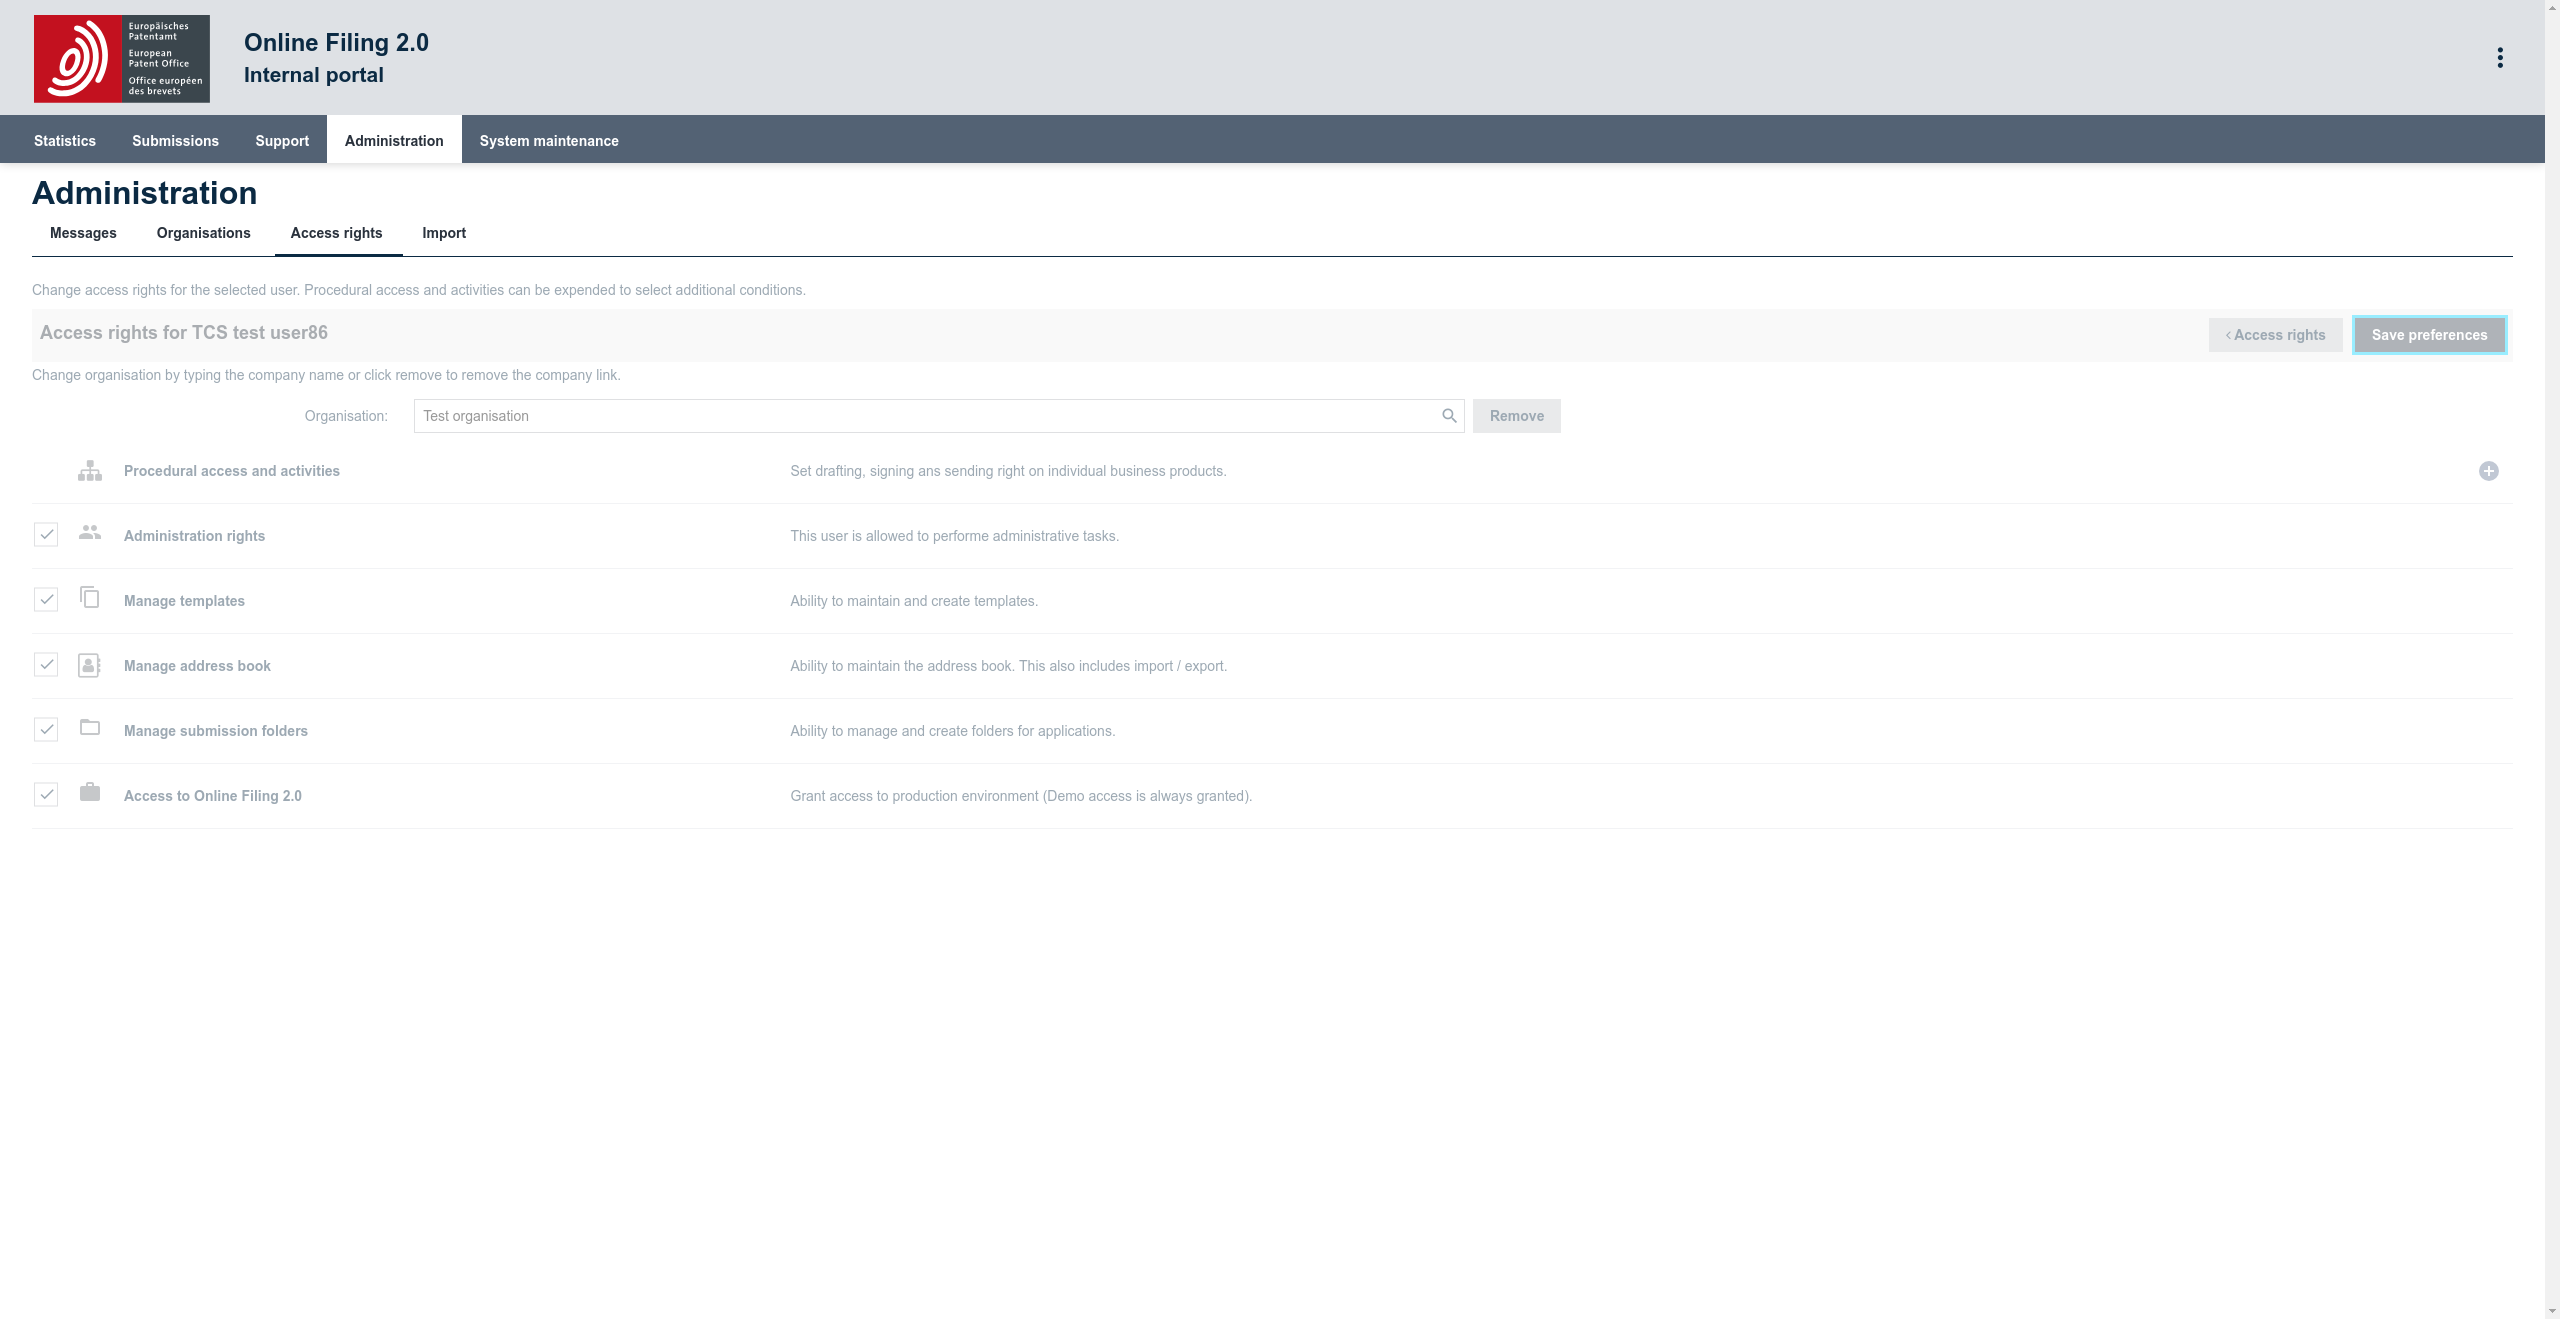 Europäisches
Patentamt
European
Patent Office
Office européen
des brevets
Online Filing 2.0
Internal portal
Statistics Submissions Support Administration System maintenance
Administration
Messages Organisations Access rights Import
Change access rights for the selected user. Procedural access and activities can be expended to select additional conditions.
Access rights for TCS test user86 < Access rights Save preferences
Change organisation by typing the company name or click remove to remove the company link.
Organisation: Test organisation Remove
Procedural access and activities Set drafting, signing ans sending right on individual business products.
Administration rights This user is allowed to performe administrative tasks.
Manage templates Ability to maintain and create templates.
Manage address book Ability to maintain the address book. This also includes import / export.
Manage submission folders Ability to manage and create folders for applications.
Access to Online Filing 2.0 Grant access to production environment (Demo access is always granted).